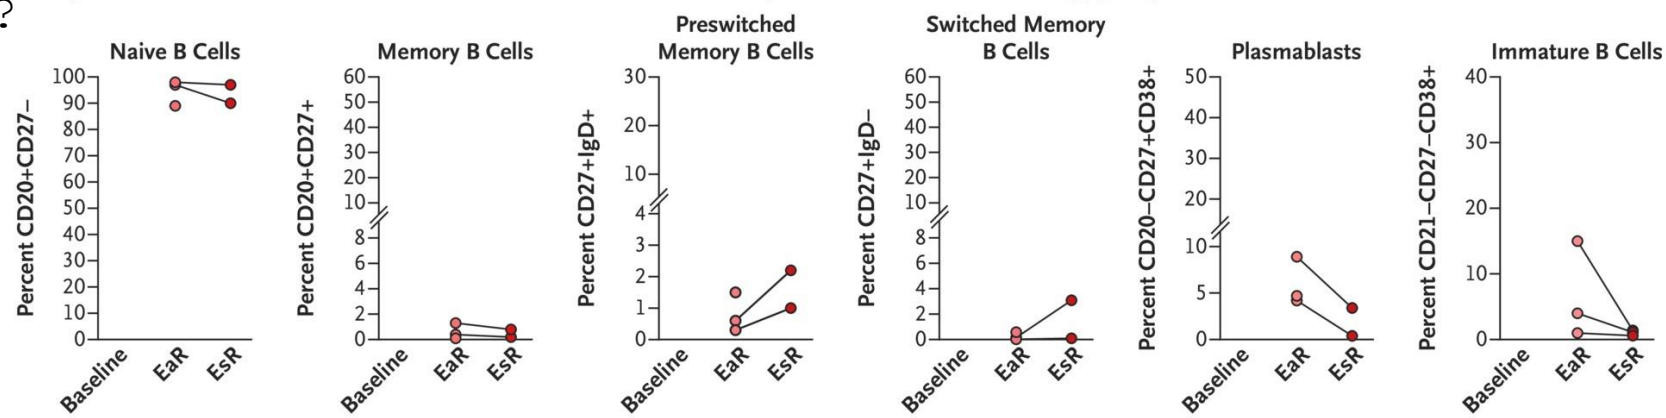 ?
Naive B Cells
Percent CD20+CD27−
100
90
80
70
60
50
40
30
20
10
0
Baseline
EaR
EsR
Memory B Cells
Percent CD20+CD27+
60
50
40
30
20
10
8
6
4
2
0
Baseline
EaR
EsR
Preswitched
Memory B Cells
Percent CD27+IgD+
30
20
10
4
3
2
1
0
Baseline
EaR
EsR
Switched Memory
B Cells
Percent CD27+IgD−
60
50
40
30
20
10
8
6
4
2
0
Baseline
EaR
EsR
Plasmablasts
Percent CD20−CD27+CD38+
50
40
30
20
10
5
0
Baseline
EaR
EsR
Immature B Cells
Percent CD21−CD27−CD38+
40
30
20
10
0
Baseline
EaR
EsR